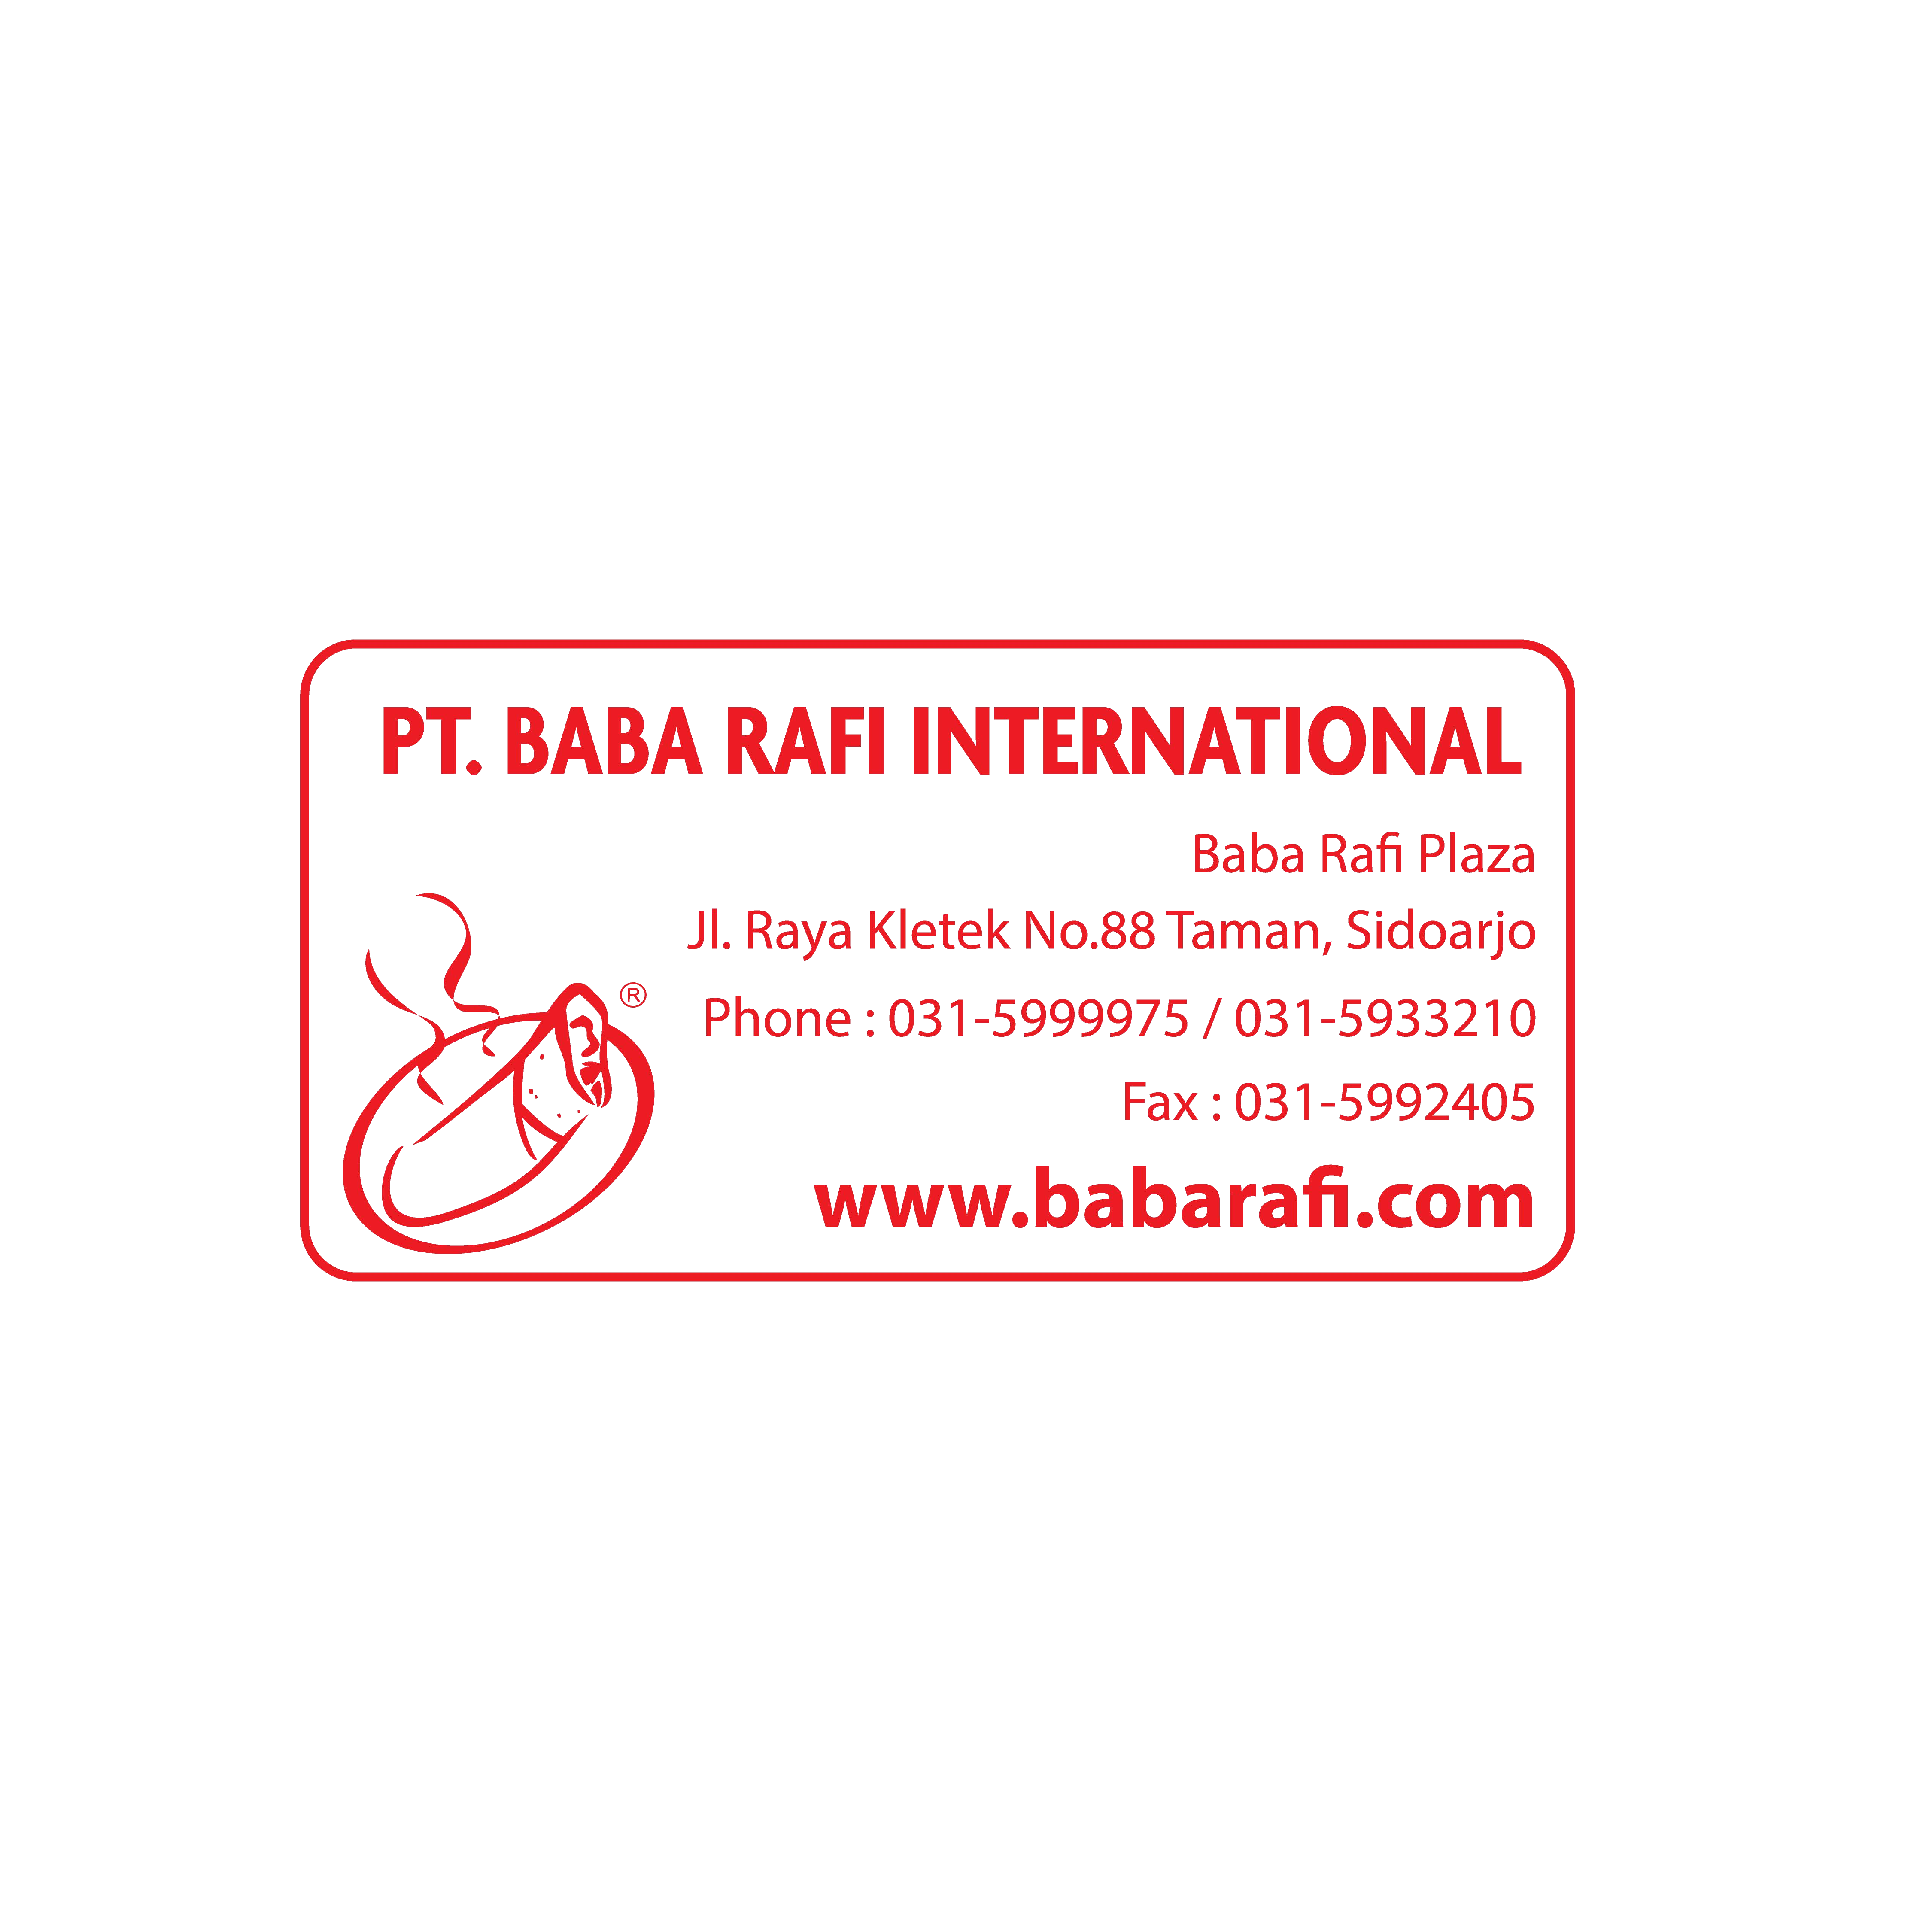 PT. BABA RAFI INTERNATIONAL
Baba Rafi Plaza
Jl. Raya Kletek No.88 Taman, Sidoarjo
®
Phone : 031-5999975 / 031-5933210
Fax : 031-5992405
www.babarafi.com